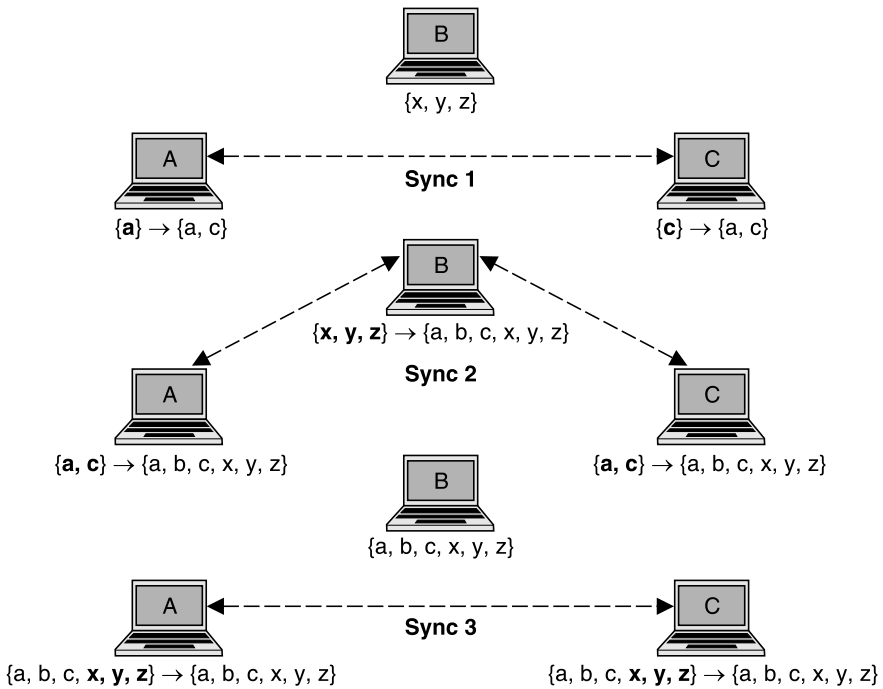 B
{x, y, z}
A
C
Sync 1
{a} → {a, c}
{c} → {a, c}
B
{x, y, z} → {a, b, c, x, y, z}
Sync 2
A
C
{a, c} → {a, b, c, x, y, z}
{a, c} → {a, b, c, x, y, z}
B
{a, b, c, x, y, z}
A
C
Sync 3
{a, b, c, x, y, z} → {a, b, c, x, y, z}
{a, b, c, x, y, z} → {a, b, c, x, y, z}